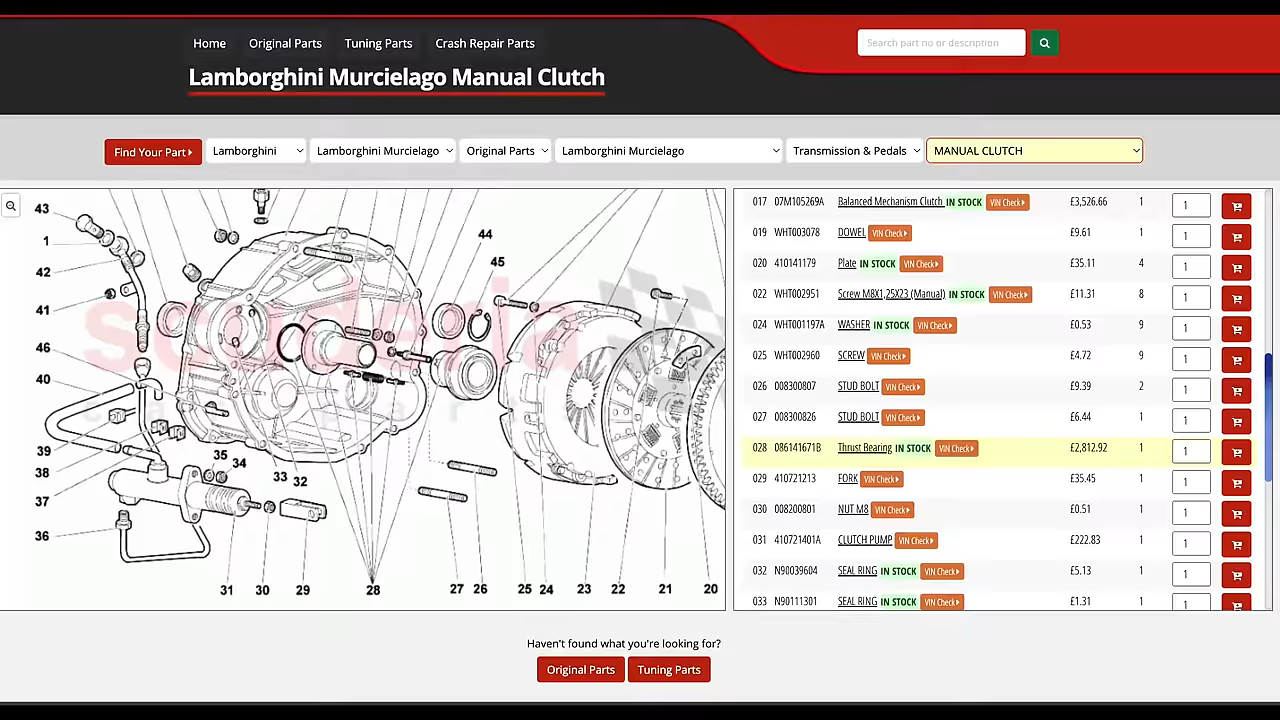 Home Original Parts Tuning Parts Crash Repair Parts
Search part no or description
Lamborghini Murcielago Manual Clutch
Find Your Part Lamborghini Lamborghini Murcielago Original Parts Lamborghini Murcielago Transmission & Pedals MANUAL CLUTCH
43
1
42
41
46
40
39
38
37
36
35
34
33 32
44
45
31 30 29 28 27 26 25 24 23 22 21 20
017 07M105269A Balanced Mechanism Clutch IN STOCK VIN Check £3,526.66 1 1
019 WHT003078 DOWEL VIN Check £9.61 1 1
020 410141179 Plate IN STOCK VIN Check £35.11 4 1
022 WHT002951 Screw M8X1,25X23 (Manual) IN STOCK VIN Check £11.31 8 1
024 WHT001197A WASHER IN STOCK VIN Check £0.53 9 1
025 WHT002960 SCREW VIN Check £4.72 9 1
026 008300807 STUD BOLT VIN Check £9.39 2 1
027 008300826 STUD BOLT VIN Check £6.44 1 1
028 086141671B Thrust Bearing IN STOCK VIN Check £2,812.92 1 1
029 410721213 FORK VIN Check £35.45 1 1
030 008200801 NUT M8 VIN Check £0.51 1 1
031 410721401A CLUTCH PUMP VIN Check £222.83 1 1
032 N90039604 SEAL RING IN STOCK VIN Check £5.13 1 1
033 N90111301 SEAL RING IN STOCK VIN Check £1.31 1 1
Haven't found what you're looking for?
Original Parts Tuning Parts